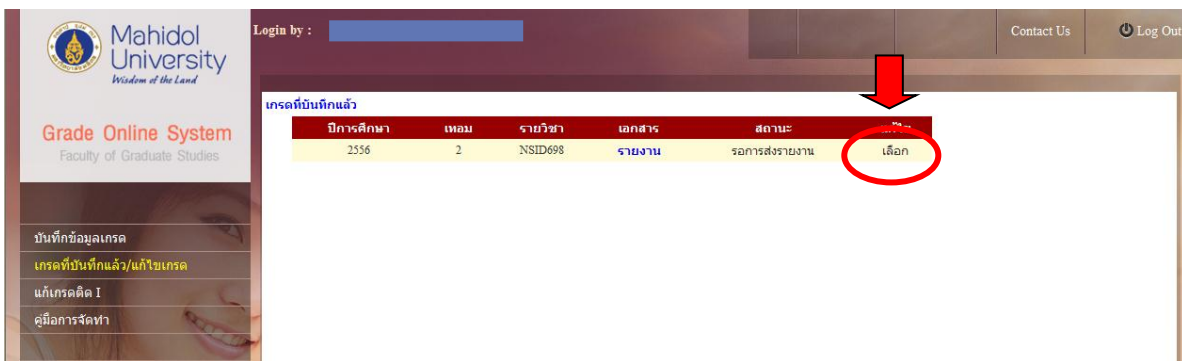 Mahidol
University
Wisdom of the Land
Login by :
Contact Us
Log Out
Grade Online System
Faculty of Graduate Studies
เกรดที่บันทึกแล้ว
ปีการศึกษา เทอม รายวิชา เอกสาร สถานะ
2556 2 NSID698 รายงาน รอการส่งรายงาน เลือก
บันทึกข้อมูลเกรด
เกรดที่บันทึกแล้ว/แก้ไขเกรด
แก้เกรดติด I
คู่มือการจัดทำ